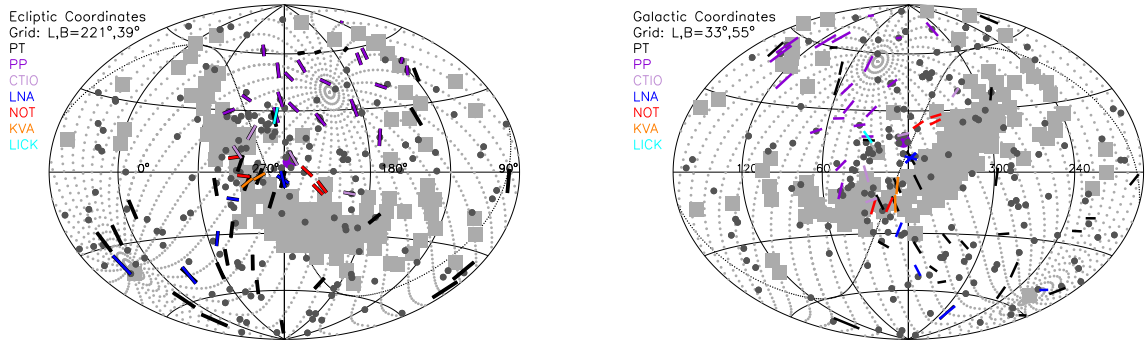 Ecliptic Coordinates
Grid: L,B=221°,39°
PT
PP
CTIO
LNA
NOT
KVA
LICK
0°
270°
180°
90°
Galactic Coordinates
Grid: L,B=33°,55°
PT
PP
CTIO
LNA
NOT
KVA
LICK
120
60
300
240